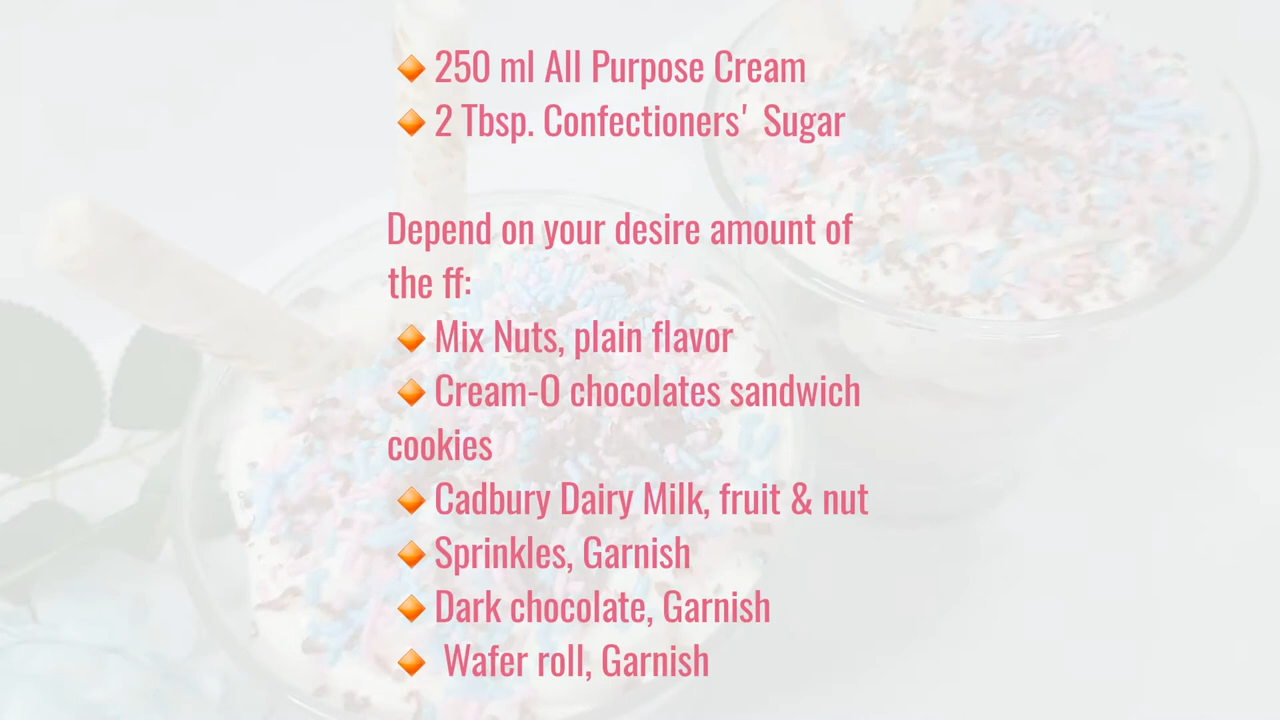 🔸 250 ml All Purpose Cream
🔸 2 Tbsp. Confectioners' Sugar
Depend on your desire amount of
the ff:
🔸 Mix Nuts, plain flavor
🔸 Cream-O chocolates sandwich
cookies
🔸 Cadbury Dairy Milk, fruit & nut
🔸 Sprinkles, Garnish
🔸 Dark chocolate, Garnish
🔸 Wafer roll, Garnish